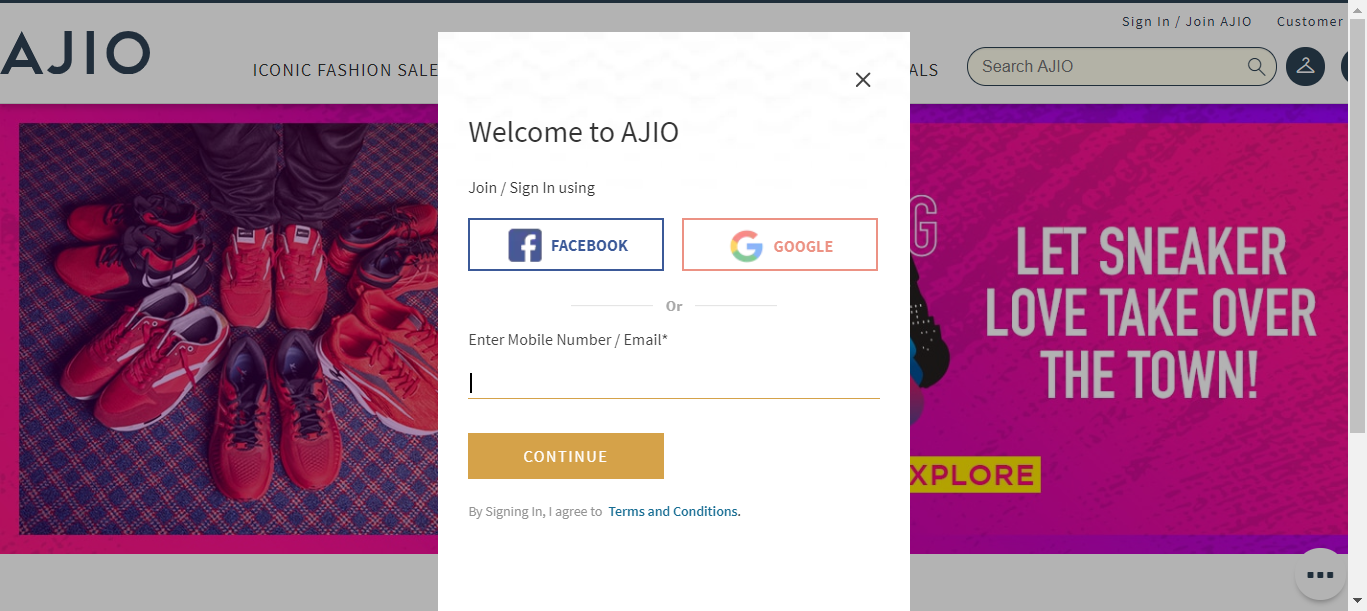 Sign In / Join AJIO Customer
AJIO
ICONIC FASHION SALE
ALS
Search AJIO
Welcome to AJIO
Join / Sign In using
FACEBOOK
GOOGLE
Or
Enter Mobile Number / Email*
CONTINUE
By Signing In, I agree to Terms and Conditions.
G
LET SNEAKER
LOVE TAKE OVER
THE TOWN!
XPLORE